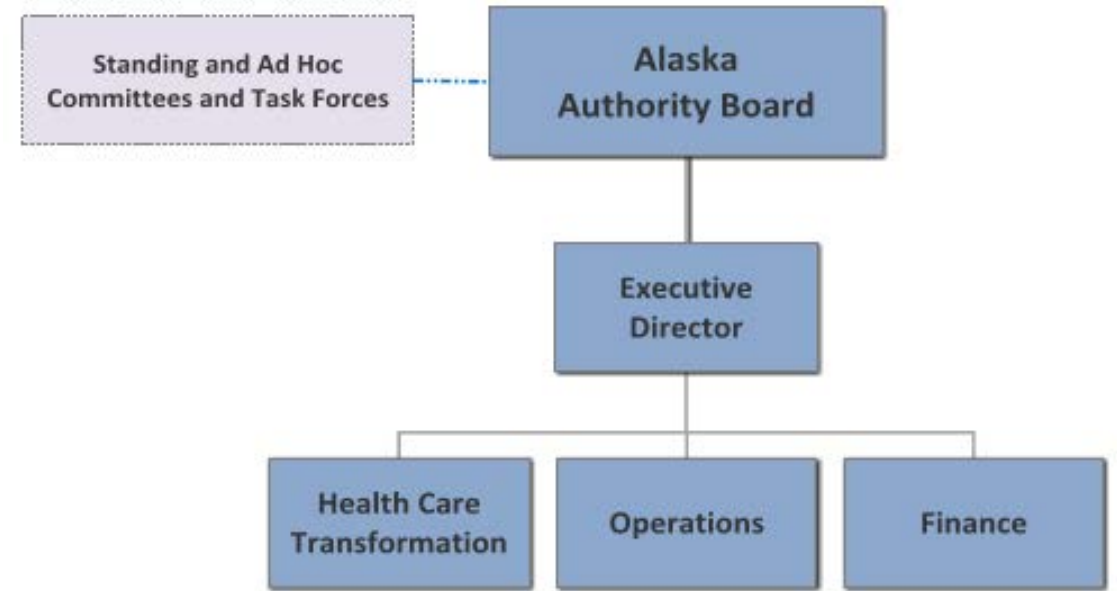 Standing and Ad Hoc
Committees and Task Forces
Alaska
Authority Board
Executive
Director
Health Care
Transformation
Operations
Finance